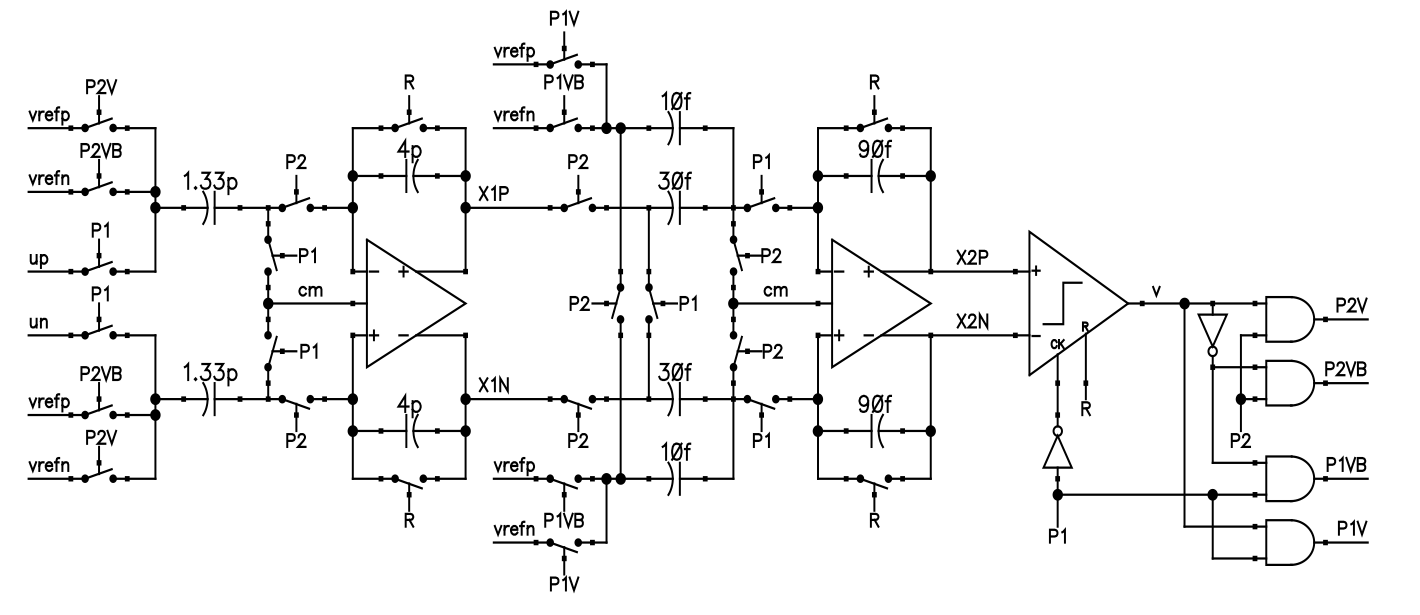 P1V
vrefp
P2V
R
P1VB
R
vrefp
vrefn
10f
P2VB
4p
90f
vrefn
1.33p
P2
X1P
P2
30f
P1
P1
P1
P2
up
- +
- +
X2P
+
P1
cm
P2
P1
cm
v
P2V
un
P1
+ -
P2
+ -
X2N
-
R
CK
P2VB
P2VB
1.33p
X1N
30f
vrefp
4p
90f
R
P2V
P2
P2
P1
P2
vrefn
vrefp
10f
P1VB
R
P1VB
R
vrefn
P1
P1V
P1V